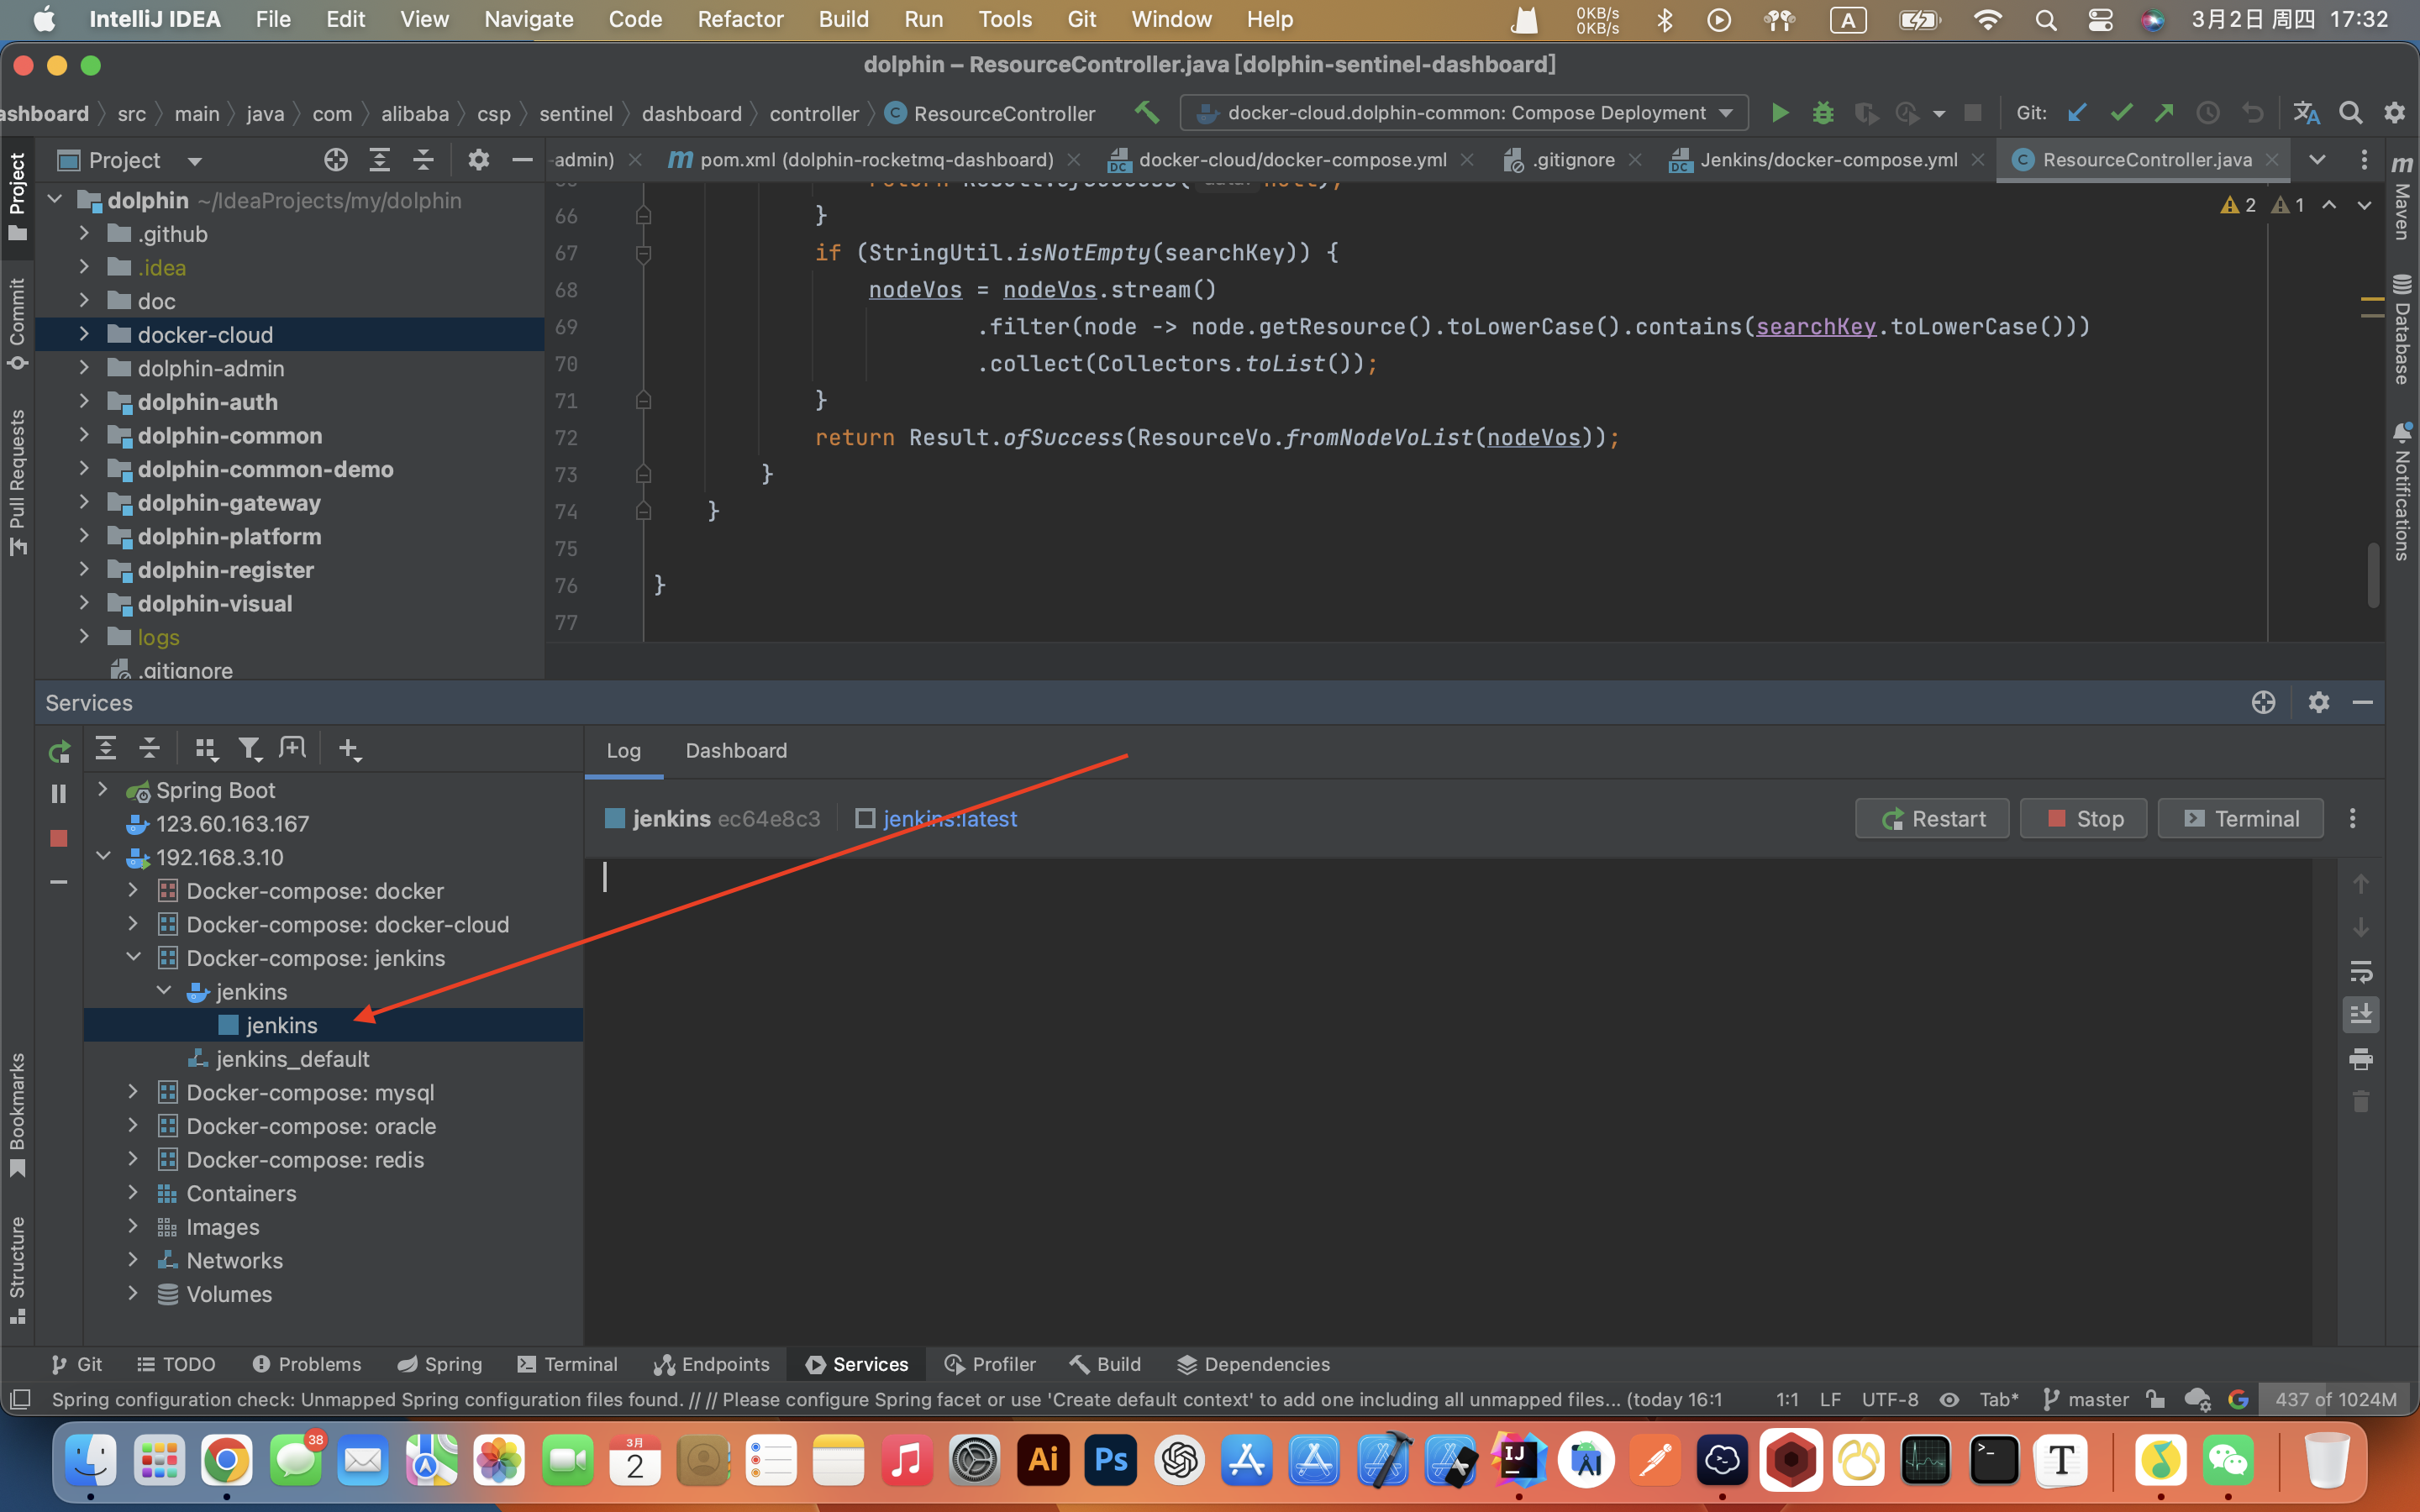 IntelliJ IDEA File Edit View Navigate Code Refactor Build Run Tools Git Window Help 0KB/s 0KB/s A 3月2日 周四 17:32
dolphin – ResourceController.java [dolphin-sentinel-dashboard]
ashboard src main java com alibaba csp sentinel dashboard controller ResourceController docker-cloud.dolphin-common: Compose Deployment Git:
Project
-admin) pom.xml (dolphin-rocketmq-dashboard) docker-cloud/docker-compose.yml .gitignore Jenkins/docker-compose.yml ResourceController.java
dolphin ~/IdeaProjects/my/dolphin
.github
.idea
doc
docker-cloud
dolphin-admin
dolphin-auth
dolphin-common
dolphin-common-demo
dolphin-gateway
dolphin-platform
dolphin-register
dolphin-visual
logs
.gitignore
2 1
66 }
67 if (StringUtil.isNotEmpty(searchKey)) {
68 nodeVos = nodeVos.stream()
69 .filter(node -> node.getResource().toLowerCase().contains(searchKey.toLowerCase()))
70 .collect(Collectors.toList());
71 }
72 return Result.ofSuccess(ResourceVo.fromNodeVoList(nodeVos));
73 }
74 }
75
76 }
77
Project
Commit
Pull Requests
Bookmarks
Structure
Maven
Database
Notifications
Services
Spring Boot
123.60.163.167
192.168.3.10
Docker-compose: docker
Docker-compose: docker-cloud
Docker-compose: jenkins
jenkins
jenkins
jenkins_default
Docker-compose: mysql
Docker-compose: oracle
Docker-compose: redis
Containers
Images
Networks
Volumes
Log Dashboard
jenkins ec64e8c3 jenkins:latest Restart Stop Terminal
Git TODO Problems Spring Terminal Endpoints Services Profiler Build Dependencies
Spring configuration check: Unmapped Spring configuration files found. // // Please configure Spring facet or use 'Create default context' to add one including all unmapped files... (today 16:1 1:1 LF UTF-8 Tab* master 437 of 1024M
38
3月
2
Ai
Ps
IJ
T